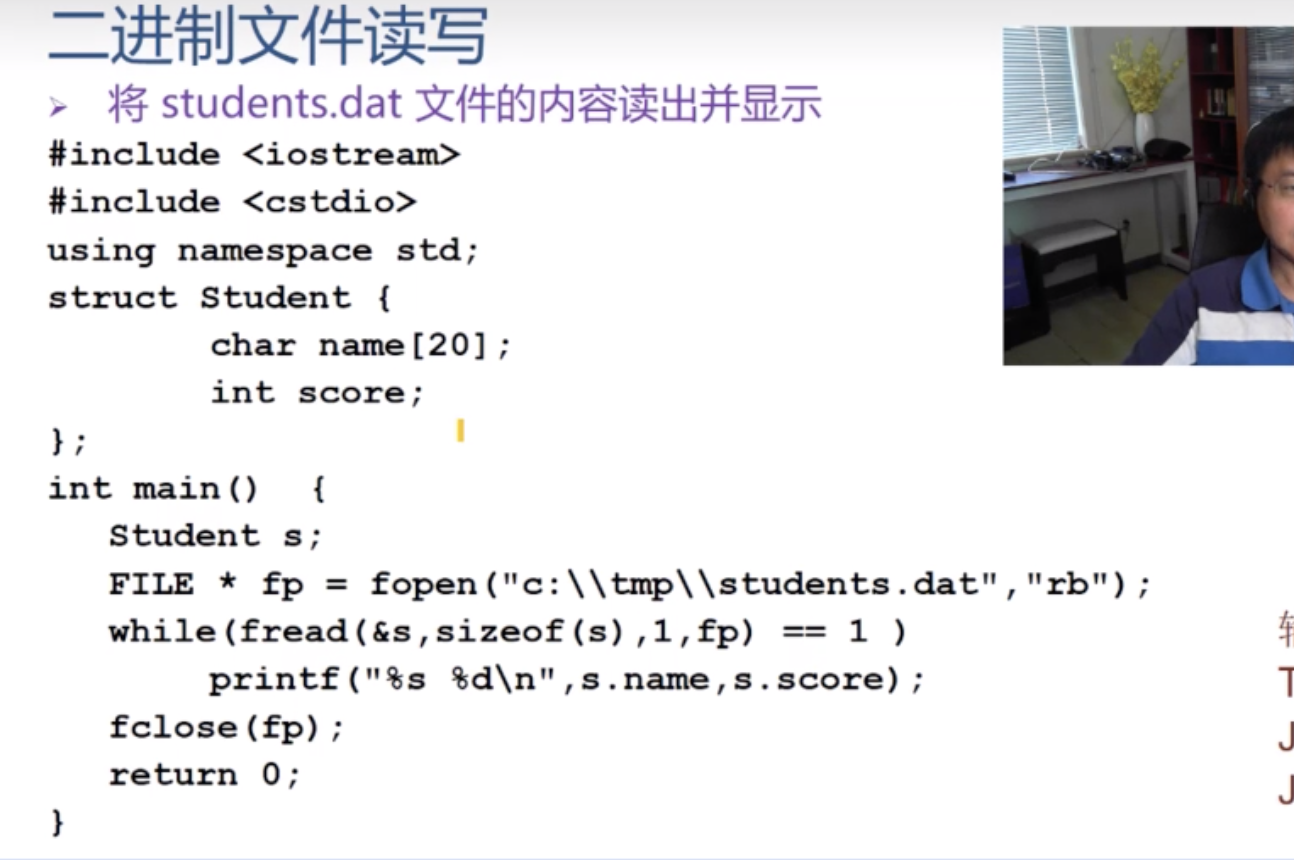 二进制文件读写
➢ 将 students.dat 文件的内容读出并显示
#include <iostream>
#include <cstdio>
using namespace std;
struct Student {
char name[20];
int score;
};
int main() {
Student s;
FILE * fp = fopen("c:\\tmp\\students.dat","rb");
while(fread(&s,sizeof(s),1,fp) == 1 )
printf("%s %d\n",s.name,s.score);
fclose(fp);
return 0;
}
T
J
J